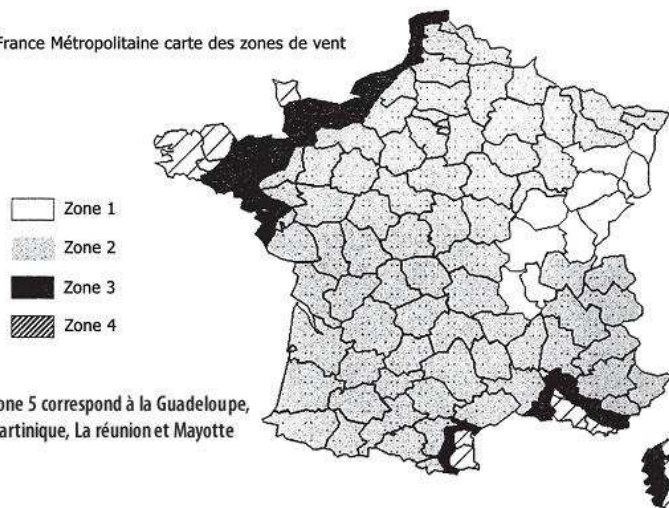 France Métropolitaine carte des zones de vent
Zone 1
Zone 2
Zone 3
Zone 4
one 5 correspond à la Guadeloupe,
artinique, La réunion et Mayotte